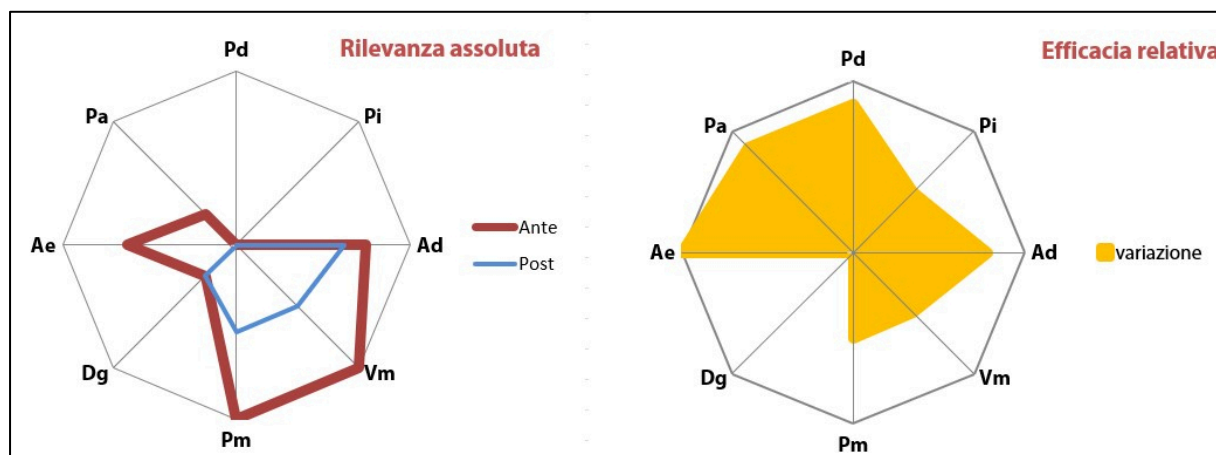 Rilevanza assoluta
Pd
Pa
Pi
Ae
Ad
Dg
Vm
Pm
Ante
Post
Efficacia relativa
Pd
Pa
Pi
Ae
Ad
Dg
Vm
Pm
variazione